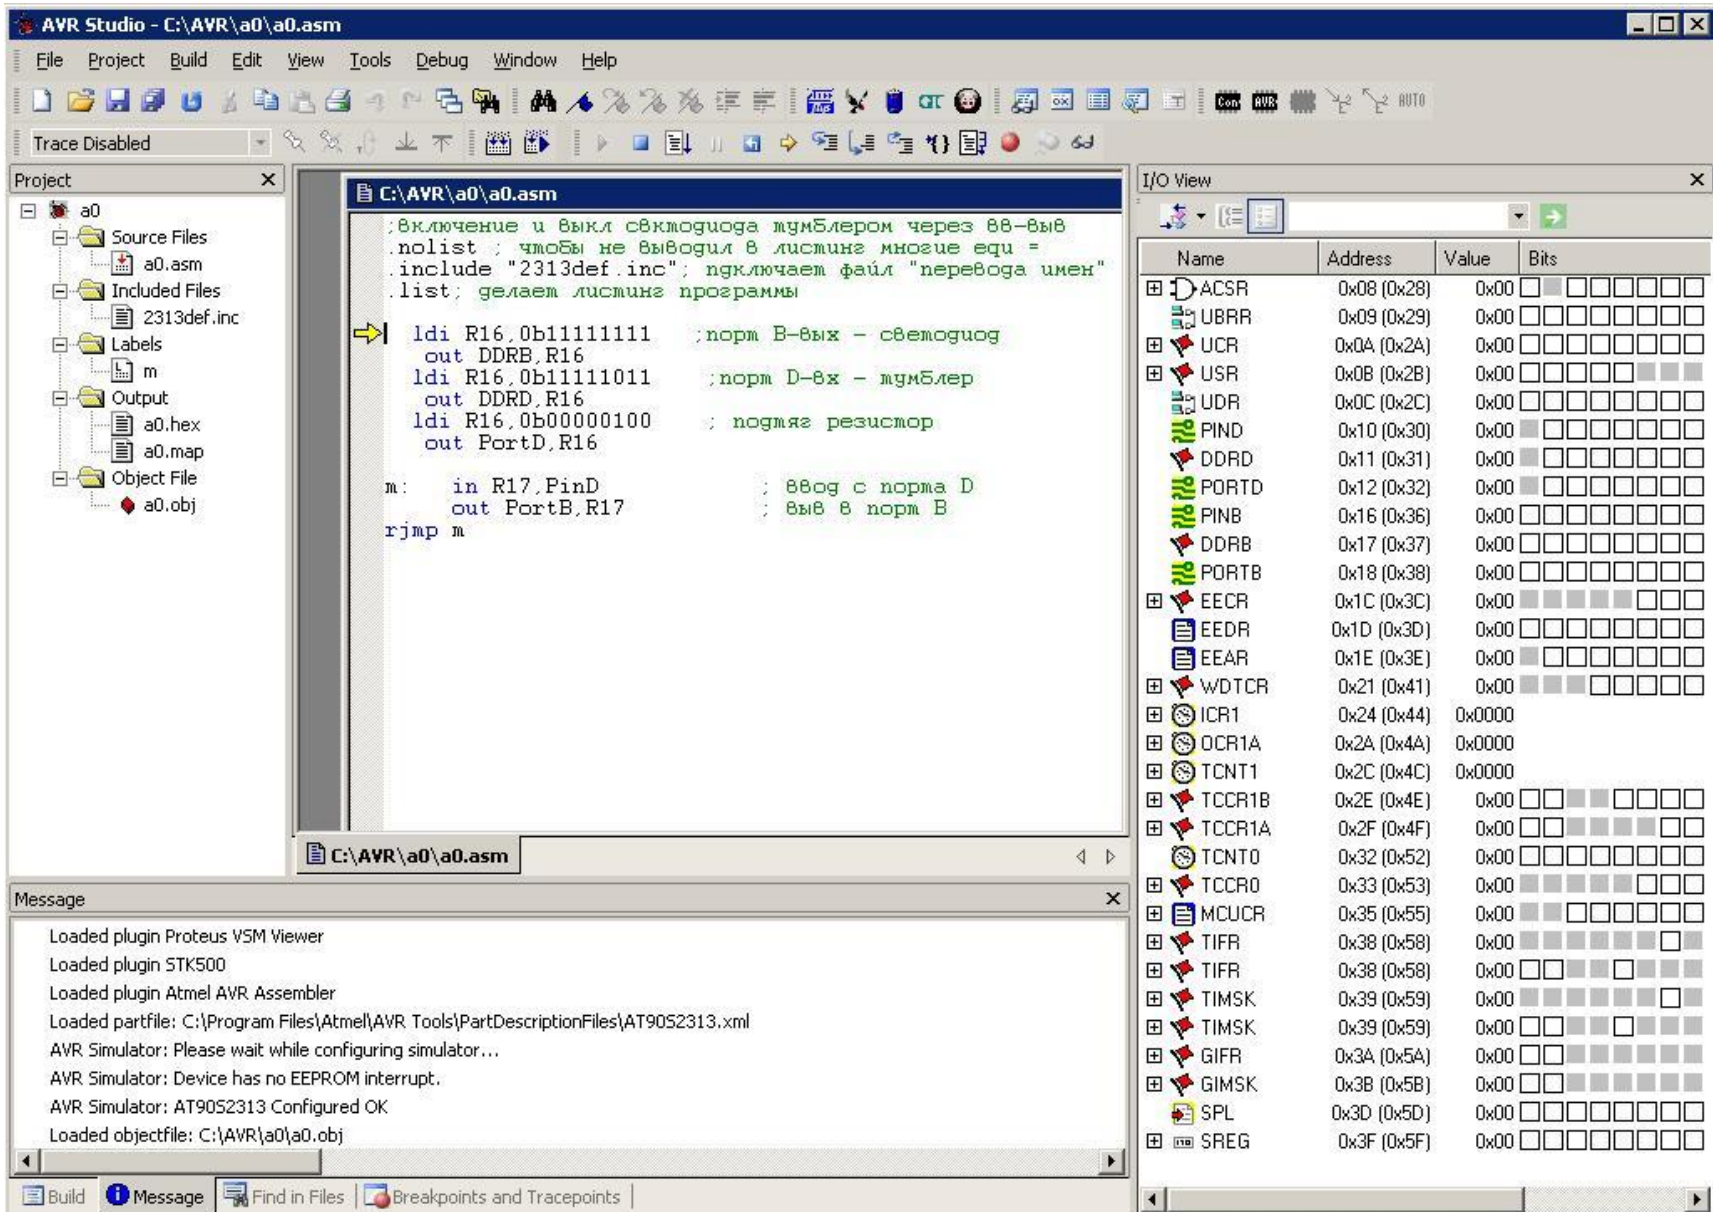 AVR Studio - C:\AVR\a0\a0.asm
File Project Build Edit View Tools Debug Window Help
Con AVR AUTO
Trace Disabled
Project
a0
Source Files
a0.asm
Included Files
2313def.inc
Labels
m
Output
a0.hex
a0.map
Object File
a0.obj
C:\AVR\a0\a0.asm
;включение и выкл свктодиода тумблером через вв-выв
.nolist ; чтобы не выводил в листинг многие equ =
.include "2313def.inc"; пдключаем файл "перевода имен"
.list; делаем листинг программы
ldi R16,0b11111111 ;порт B-вых - светодиод
out DDRB,R16
ldi R16,0b11111011 ;порт D-вх - тумблер
out DDRD,R16
ldi R16,0b00000100 ; подтяг резистор
out PortD,R16
m: in R17,PinD ; ввод с порта D
out PortB,R17 ; выв в порт B
rjmp m
C:\AVR\a0\a0.asm
I/O View
Name Address Value Bits
ACSR 0x08 (0x28) 0x00
UBRR 0x09 (0x29) 0x00
UCR 0x0A (0x2A) 0x00
USR 0x0B (0x2B) 0x00
UDR 0x0C (0x2C) 0x00
PIND 0x10 (0x30) 0x00
DDRD 0x11 (0x31) 0x00
PORTD 0x12 (0x32) 0x00
PINB 0x16 (0x36) 0x00
DDRB 0x17 (0x37) 0x00
PORTB 0x18 (0x38) 0x00
EECR 0x1C (0x3C) 0x00
EEDR 0x1D (0x3D) 0x00
EEAR 0x1E (0x3E) 0x00
WDTCR 0x21 (0x41) 0x00
ICR1 0x24 (0x44) 0x0000
OCR1A 0x2A (0x4A) 0x0000
TCNT1 0x2C (0x4C) 0x0000
TCCR1B 0x2E (0x4E) 0x00
TCCR1A 0x2F (0x4F) 0x00
TCNT0 0x32 (0x52) 0x00
TCCR0 0x33 (0x53) 0x00
MCUCR 0x35 (0x55) 0x00
TIFR 0x38 (0x58) 0x00
TIFR 0x38 (0x58) 0x00
TIMSK 0x39 (0x59) 0x00
TIMSK 0x39 (0x59) 0x00
GIFR 0x3A (0x5A) 0x00
GIMSK 0x3B (0x5B) 0x00
SPL 0x3D (0x5D) 0x00
SREG 0x3F (0x5F) 0x00
Message
Loaded plugin Proteus VSM Viewer
Loaded plugin STK500
Loaded plugin Atmel AVR Assembler
Loaded partfile: C:\Program Files\Atmel\AVR Tools\PartDescriptionFiles\AT90S2313.xml
AVR Simulator: Please wait while configuring simulator...
AVR Simulator: Device has no EEPROM interrupt.
AVR Simulator: AT90S2313 Configured OK
Loaded objectfile: C:\AVR\a0\a0.obj
Build Message Find in Files Breakpoints and Tracepoints